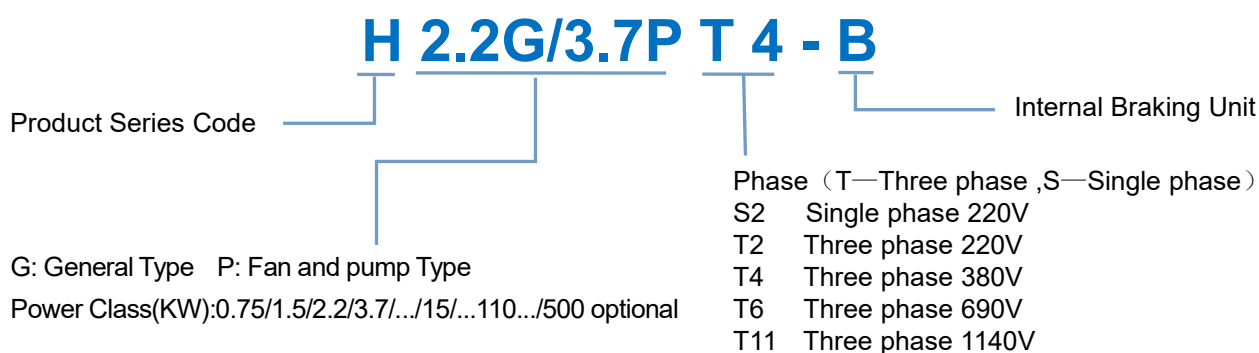 H 2.2G/3.7P T 4 - B
Product Series Code
Internal Braking Unit
G: General Type P: Fan and pump Type
Power Class(KW):0.75/1.5/2.2/3.7/.../15/...110.../500 optional
Phase（T—Three phase ,S—Single phase）
S2 Single phase 220V
T2 Three phase 220V
T4 Three phase 380V
T6 Three phase 690V
T11 Three phase 1140V